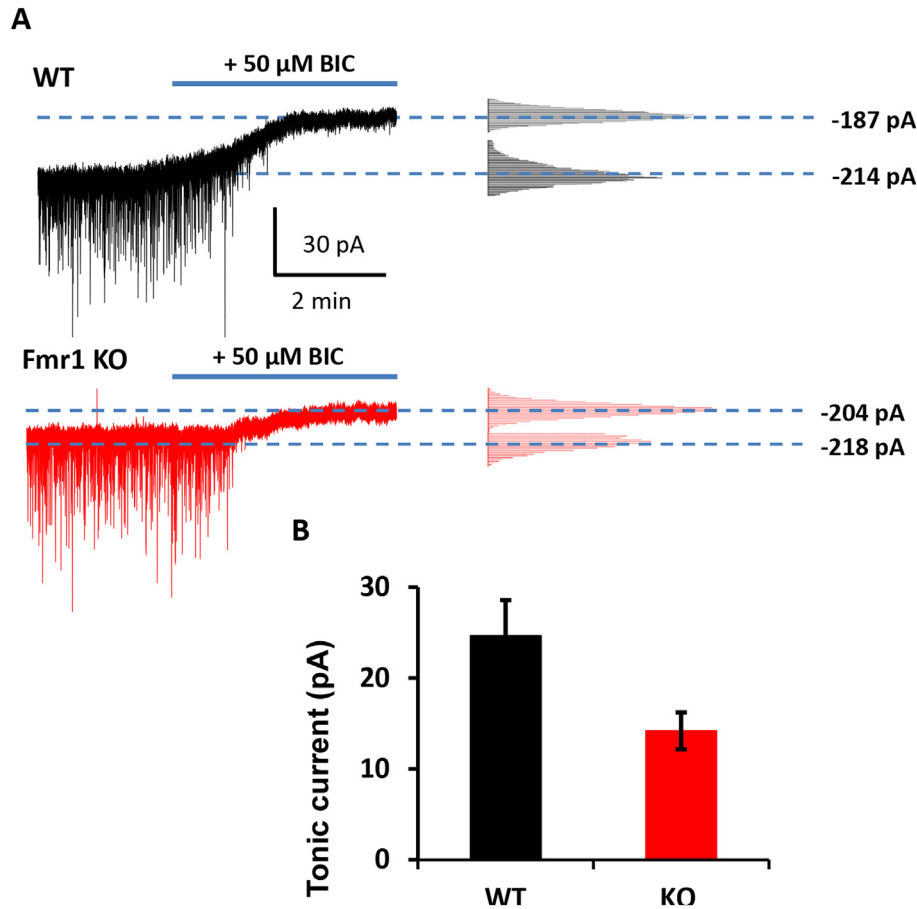 A
+ 50 µM BIC
WT
-187 pA
-214 pA
30 pA
2 min
+ 50 µM BIC
Fmr1 KO
-204 pA
-218 pA
B
30
20
10
0
Tonic current (pA)
WT
KO